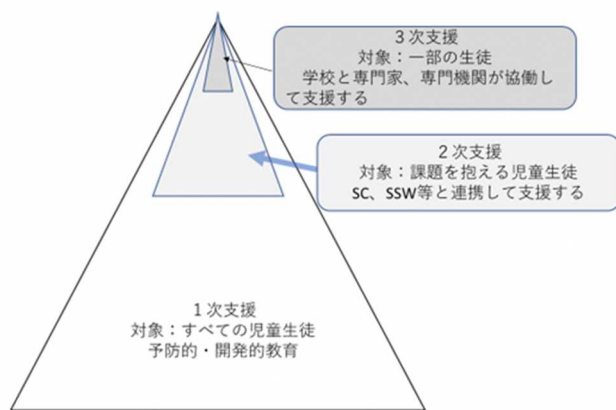 3次支援
対象：一部の生徒
学校と専門家、専門機関が協働し
て支援する
2次支援
対象：課題を抱える児童生徒
SC、SSW等と連携して支援する
1次支援
対象：すべての児童生徒
予防的・開発的教育